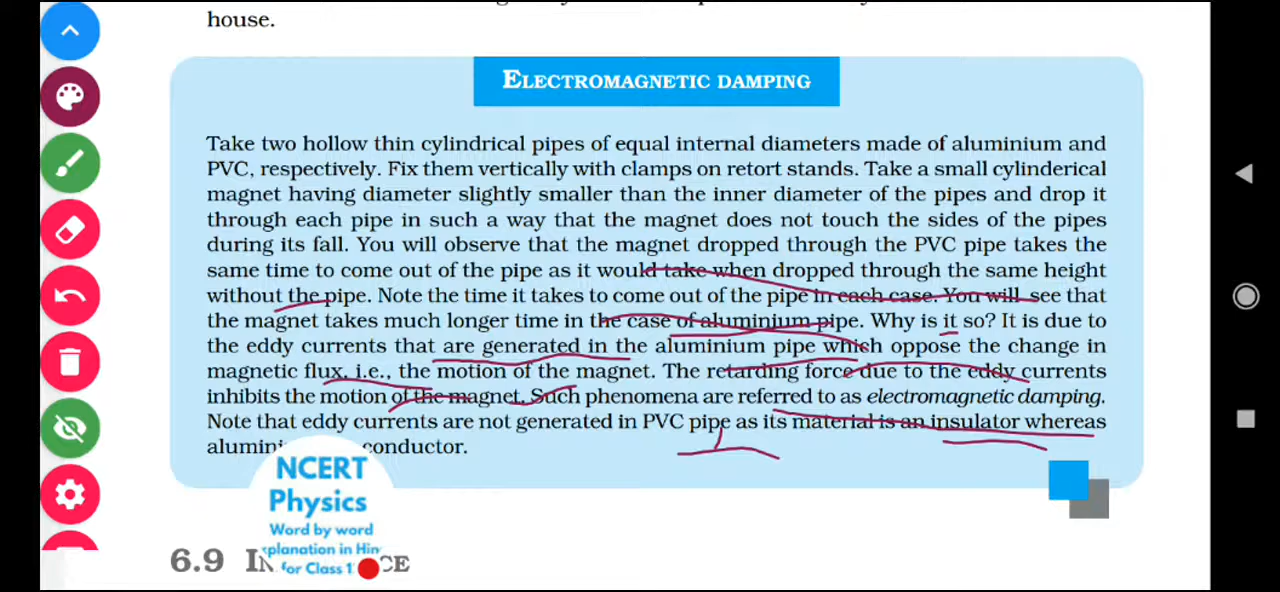 house.
ELECTROMAGNETIC DAMPING
Take two hollow thin cylindrical pipes of equal internal diameters made of aluminium and
PVC, respectively. Fix them vertically with clamps on retort stands. Take a small cylinderical
magnet having diameter slightly smaller than the inner diameter of the pipes and drop it
through each pipe in such a way that the magnet does not touch the sides of the pipes
during its fall. You will observe that the magnet dropped through the PVC pipe takes the
same time to come out of the pipe as it would take when dropped through the same height
without the pipe. Note the time it takes to come out of the pipe in each case. You will see that
the magnet takes much longer time in the case of aluminium pipe. Why is it so? It is due to
the eddy currents that are generated in the aluminium pipe which oppose the change in
magnetic flux, i.e., the motion of the magnet. The retarding force due to the eddy currents
inhibits the motion of the magnet. Such phenomena are referred to as electromagnetic damping.
Note that eddy currents are not generated in PVC pipe as its material is an insulator whereas
alumini conductor.
NCERT
Physics
Word by word
xplanation in Hin
for Class 1
6.9 IN CE